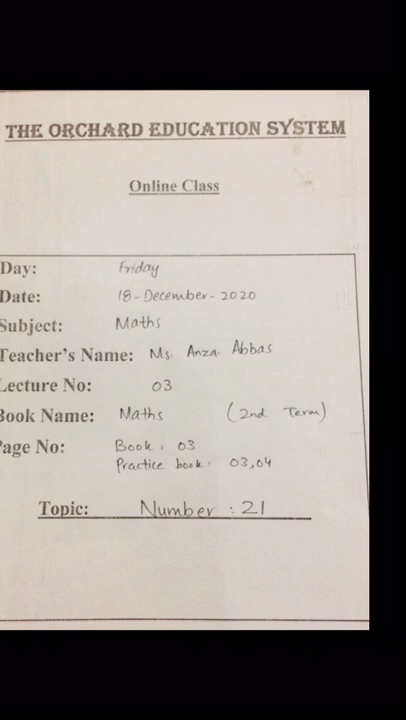 THE ORCHARD EDUCATION SYSTEM
Online Class
Day: Friday
Date: 18-December-2020
Subject: Maths
Teacher's Name: Ms. Anza. Abbas
Lecture No: 03
Book Name: Maths (2nd Term)
Page No: Book. 03
Practice book. 03,04
Topic: Number : 21